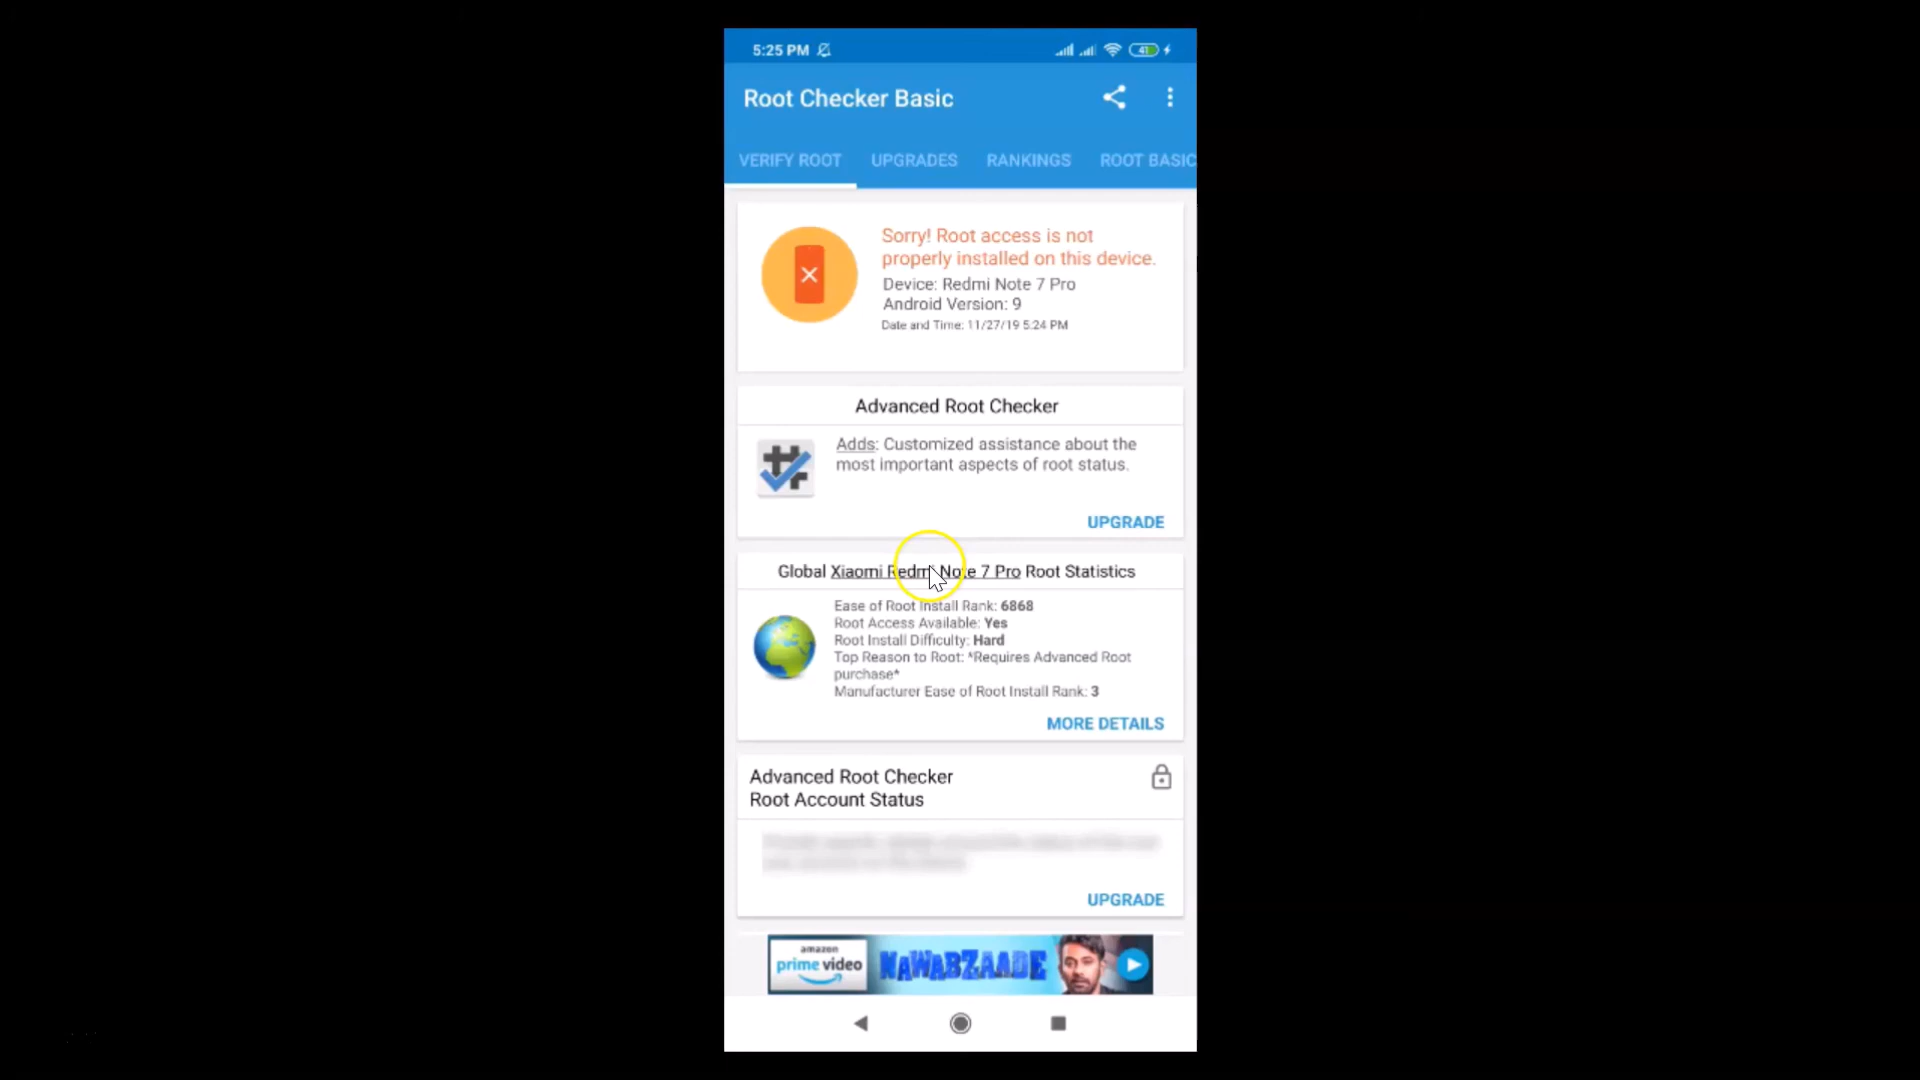 5:25 PM
41
Root Checker Basic
VERIFY ROOT UPGRADES RANKINGS ROOT BASIC
Sorry! Root access is not
properly installed on this device.
Device: Redmi Note 7 Pro
Android Version: 9
Date and Time: 11/27/19 5:24 PM
Advanced Root Checker
Adds: Customized assistance about the
most important aspects of root status.
UPGRADE
Global Xiaomi Redmi Note 7 Pro Root Statistics
Ease of Root Install Rank: 6868
Root Access Available: Yes
Root Install Difficulty: Hard
Top Reason to Root: *Requires Advanced Root
purchase*
Manufacturer Ease of Root Install Rank: 3
MORE DETAILS
Advanced Root Checker
Root Account Status
UPGRADE
amazon
prime video
NAWABZAADE